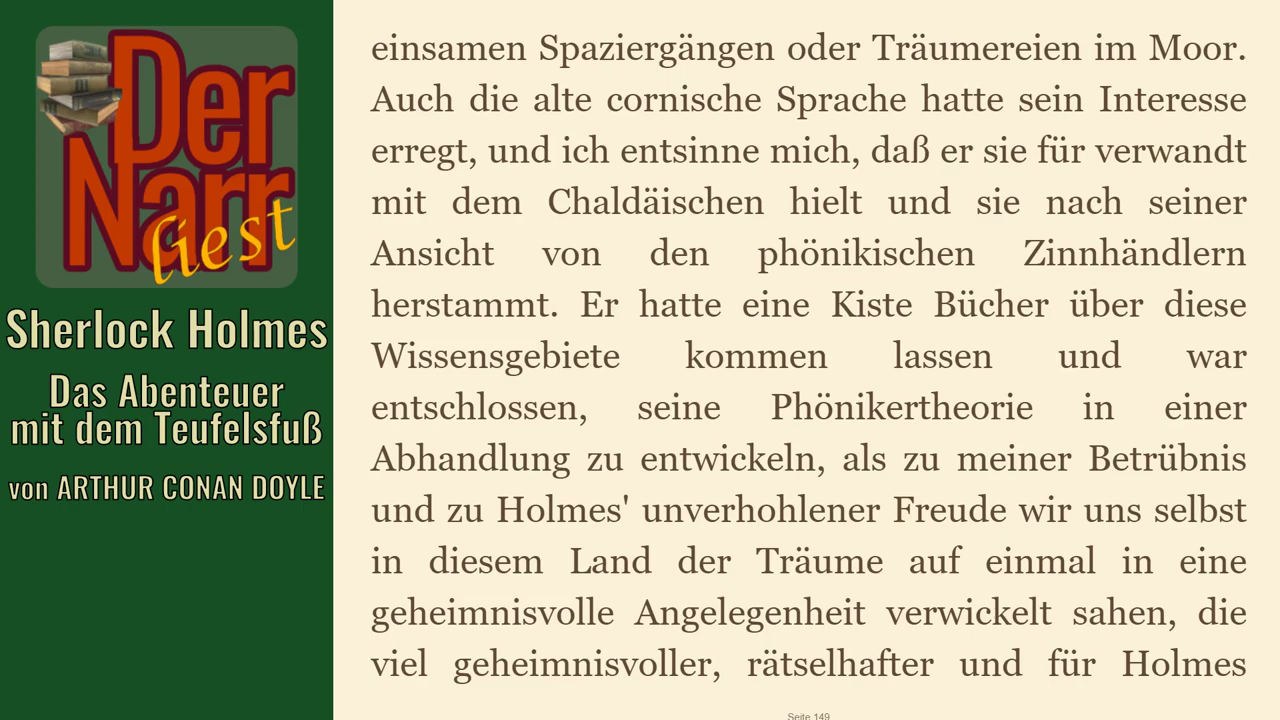 Der
Narr
liest
Sherlock Holmes
Das Abenteuer
mit dem Teufelsfuß
von ARTHUR CONAN DOYLE
einsamen Spaziergängen oder Träumereien im Moor.
Auch die alte cornische Sprache hatte sein Interesse
erregt, und ich entsinne mich, daß er sie für verwandt
mit dem Chaldäischen hielt und sie nach seiner
Ansicht von den phönikischen Zinnhändlern
herstammt. Er hatte eine Kiste Bücher über diese
Wissensgebiete kommen lassen und war
entschlossen, seine Phönikertheorie in einer
Abhandlung zu entwickeln, als zu meiner Betrübnis
und zu Holmes' unverhohlener Freude wir uns selbst
in diesem Land der Träume auf einmal in eine
geheimnisvolle Angelegenheit verwickelt sahen, die
viel geheimnisvoller, rätselhafter und für Holmes
Seite 149